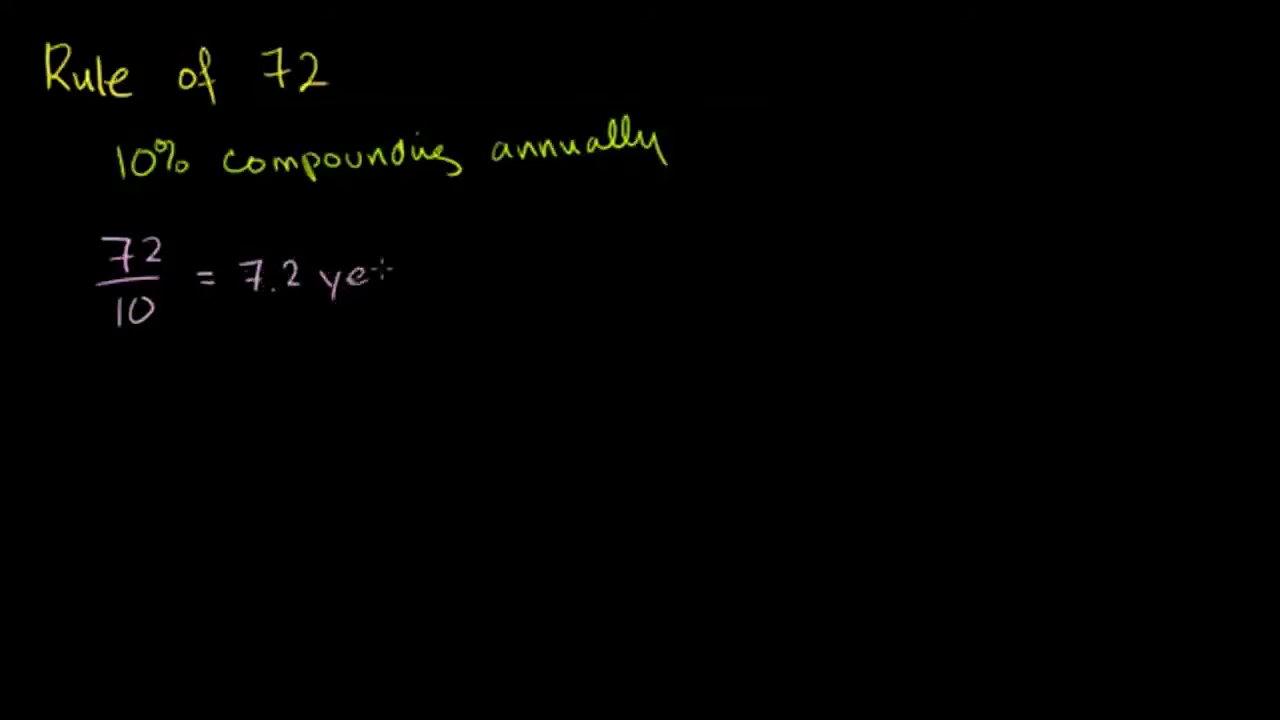 Rule of 72
10% compounding annually
72
10
= 7.2 ye